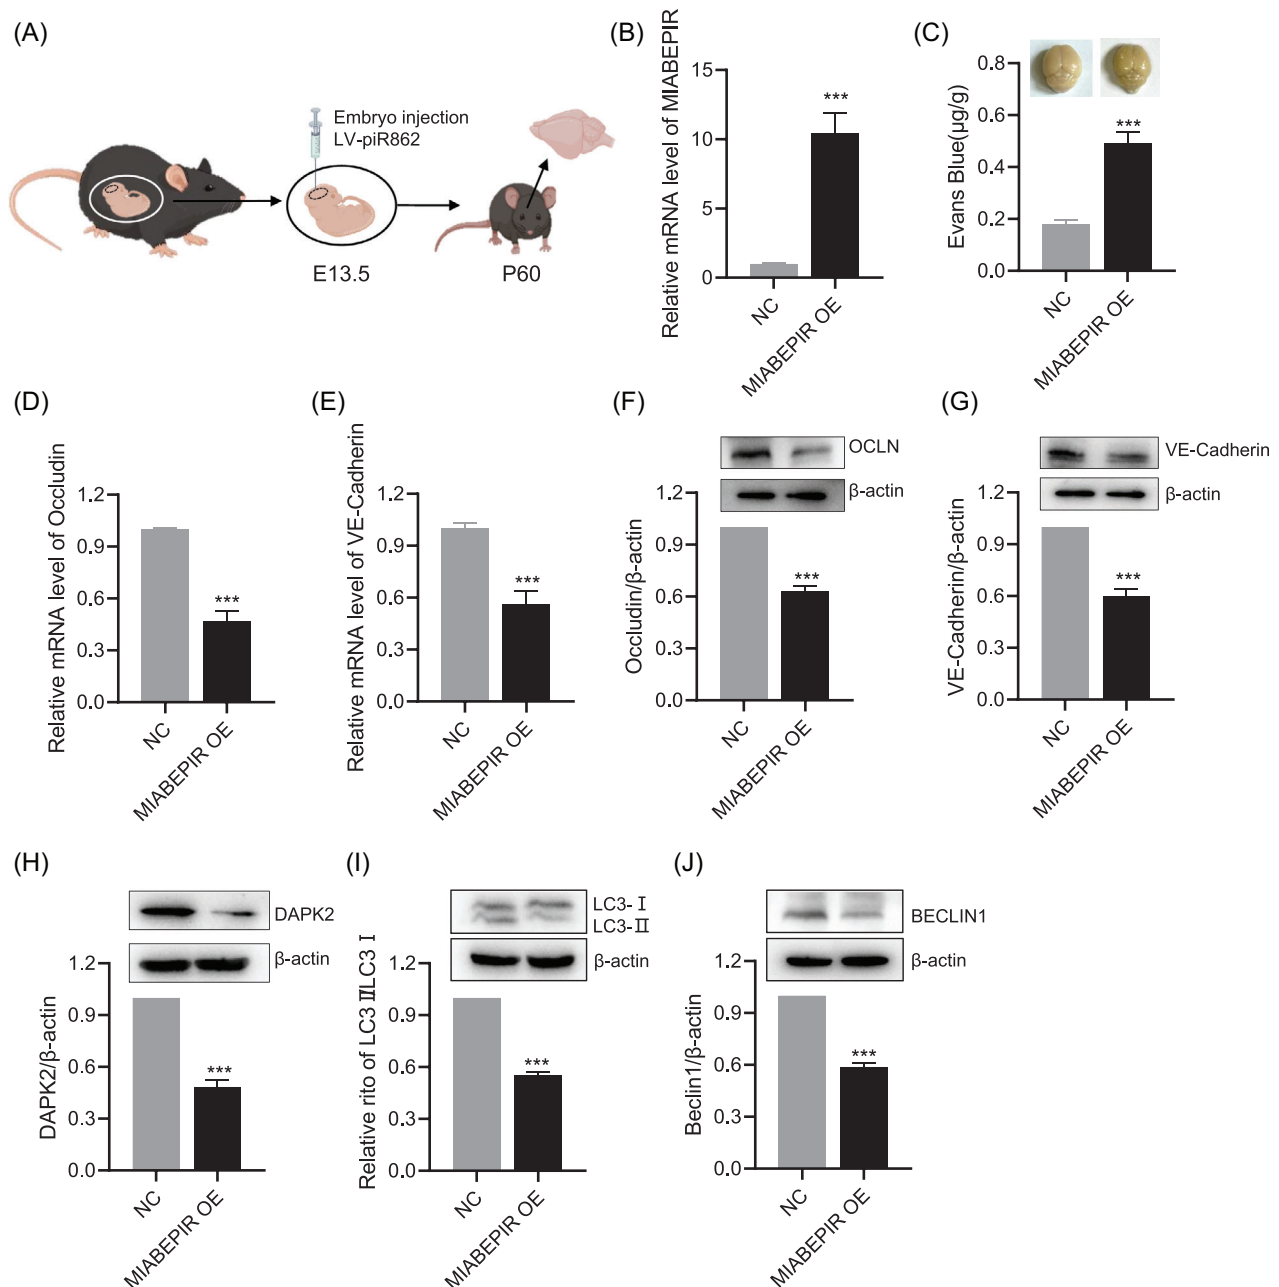 (A)
Embryo injection
LV-piR862
E13.5
P60
(B)
Relative mRNA level of MIABEPIR
15
10
5
0
***
NC
MIABEPIR OE
(C)
Evans Blue(μg/g)
0.8
0.6
0.4
0.2
0.0
***
NC
MIABEPIR OE
(D)
Relative mRNA level of Occludin
1.2
0.9
0.6
0.3
0.0
***
NC
MIABEPIR OE
(E)
Relative mRNA level of VE-Cadherin
1.2
0.9
0.6
0.3
0.0
***
NC
MIABEPIR OE
(F)
OCLN
β-actin
Occludin/β-actin
1.2
0.9
0.6
0.3
0.0
***
NC
MIABEPIR OE
(G)
VE-Cadherin
β-actin
VE-Cadherin/β-actin
1.2
0.9
0.6
0.3
0.0
***
NC
MIABEPIR OE
(H)
DAPK2
β-actin
DAPK2/β-actin
1.2
0.9
0.6
0.3
0.0
***
NC
MIABEPIR OE
(I)
LC3-Ⅰ
LC3-Ⅱ
β-actin
Relative rito of LC3 Ⅱ/LC3 Ⅰ
1.2
0.9
0.6
0.3
0.0
***
NC
MIABEPIR OE
(J)
BECLIN1
β-actin
Beclin1/β-actin
1.2
0.9
0.6
0.3
0.0
***
NC
MIABEPIR OE